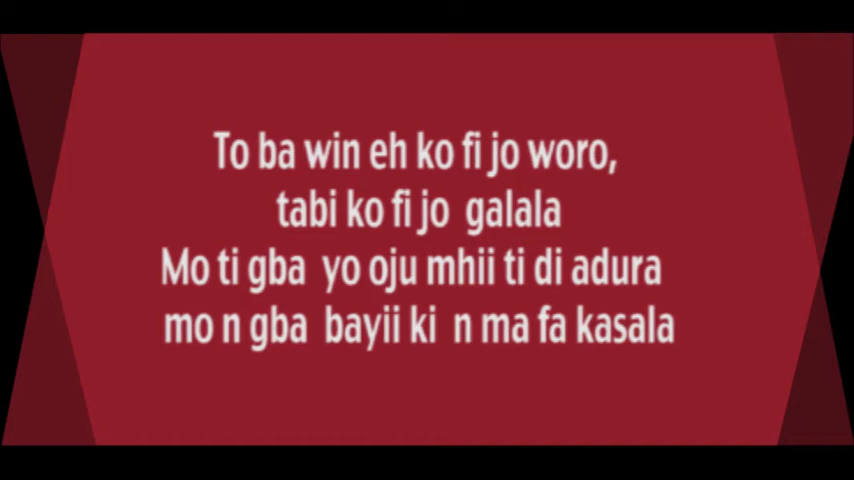 To ba win eh ko fi jo woro,
tabi ko fi jo galala
Mo ti gba yo oju mhii ti di adura
mo n gba bayii ki n ma fa kasala